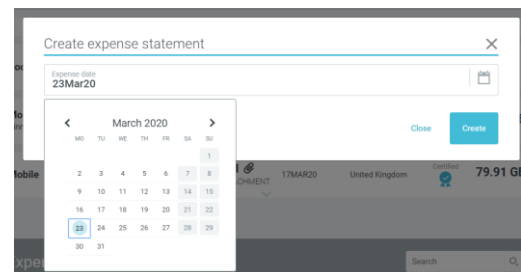 Create expense statement
Expense date
23Mar20
March 2020
MO TU WE TH FR SA SU
1
2 3 4 5 6 7 8
9 10 11 12 13 14 15
16 17 18 19 20 21 22
23 24 25 26 27 28 29
30 31
Close
Create
Mobile
17MAR20
United Kingdom
Certified
79.91
Search